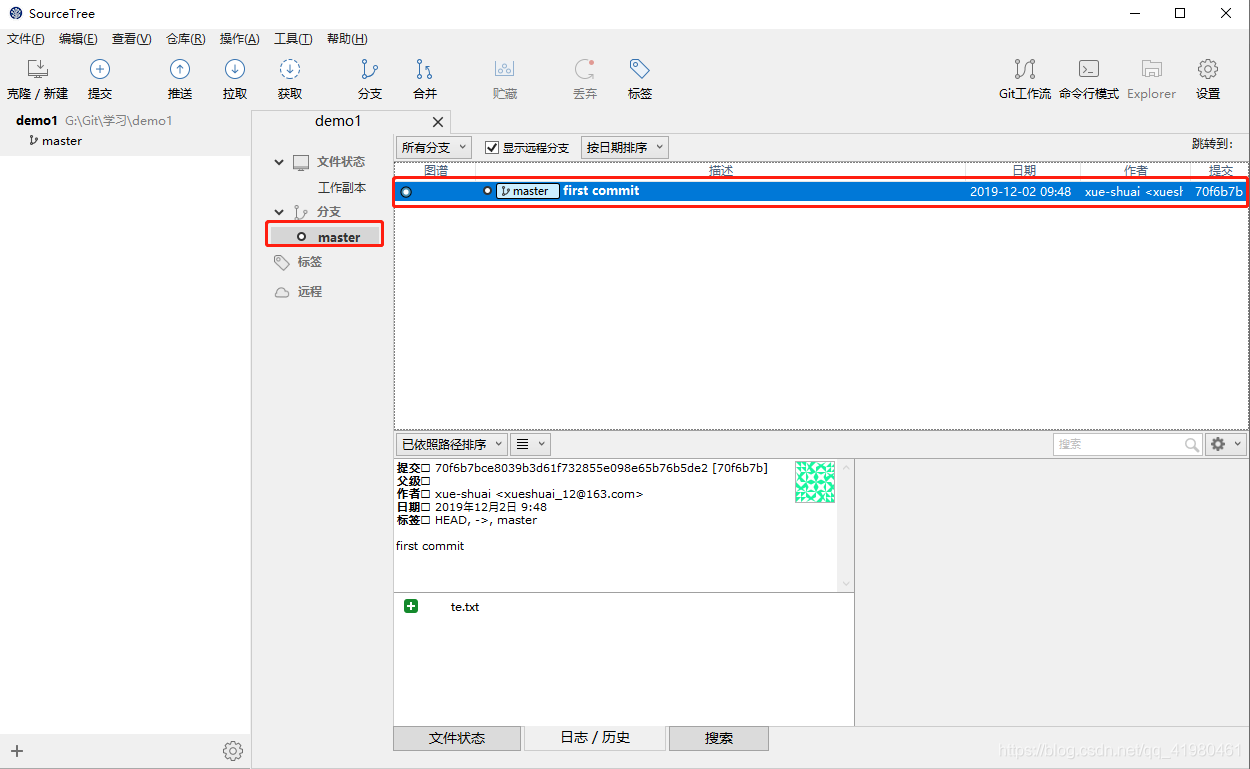 SourceTree
文件(F) 编辑(E) 查看(V) 仓库(R) 操作(A) 工具(T) 帮助(H)
克隆 / 新建 提交 推送 拉取 获取 分支 合并 贮藏 丢弃 标签 Git工作流 命令行模式 Explorer 设置
demo1 G:\Git\学习\demo1
master
demo1
文件状态
工作副本
分支
master
标签
远程
所有分支 显示远程分支 按日期排序 跳转到:
图谱 描述 日期 作者 提交
master first commit 2019-12-02 09:48 xue-shuai <xuesh 70f6b7b
已依照路径排序 搜索
提交□ 70f6b7bce8039b3d61f732855e098e65b76b5de2 [70f6b7b]
父级□
作者□ xue-shuai <xueshuai_12@163.com>
日期□ 2019年12月2日 9:48
标签□ HEAD, ->, master
first commit
te.txt
文件状态 日志 / 历史 搜索
https://blog.csdn.net/qq_41980461